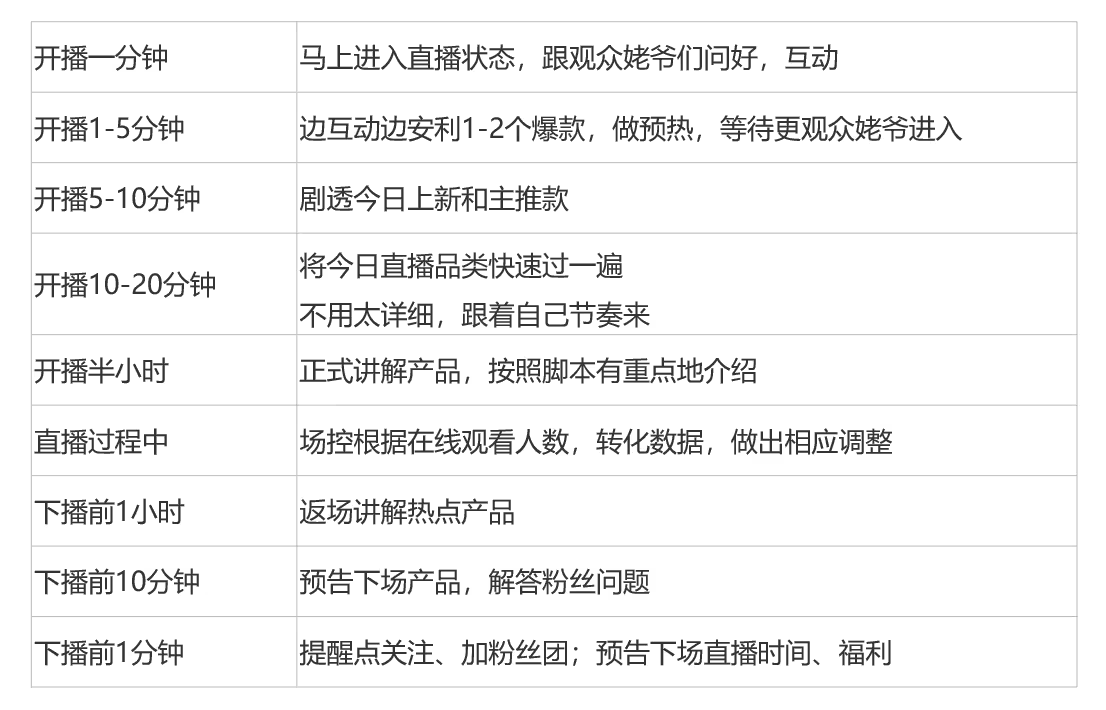 开播一分钟
马上进入直播状态，跟观众姥爷们问好，互动
开播1-5分钟
边互动边安利1-2个爆款，做预热，等待更观众姥爷进入
开播5-10分钟
剧透今日上新和主推款
开播10-20分钟
将今日直播品类快速过一遍
不用太详细，跟着自己节奏来
开播半小时
正式讲解产品，按照脚本有重点地介绍
直播过程中
场控根据在线观看人数，转化数据，做出相应调整
下播前1小时
返场讲解热点产品
下播前10分钟
预告下场产品，解答粉丝问题
下播前1分钟
提醒点关注、加粉丝团；预告下场直播时间、福利